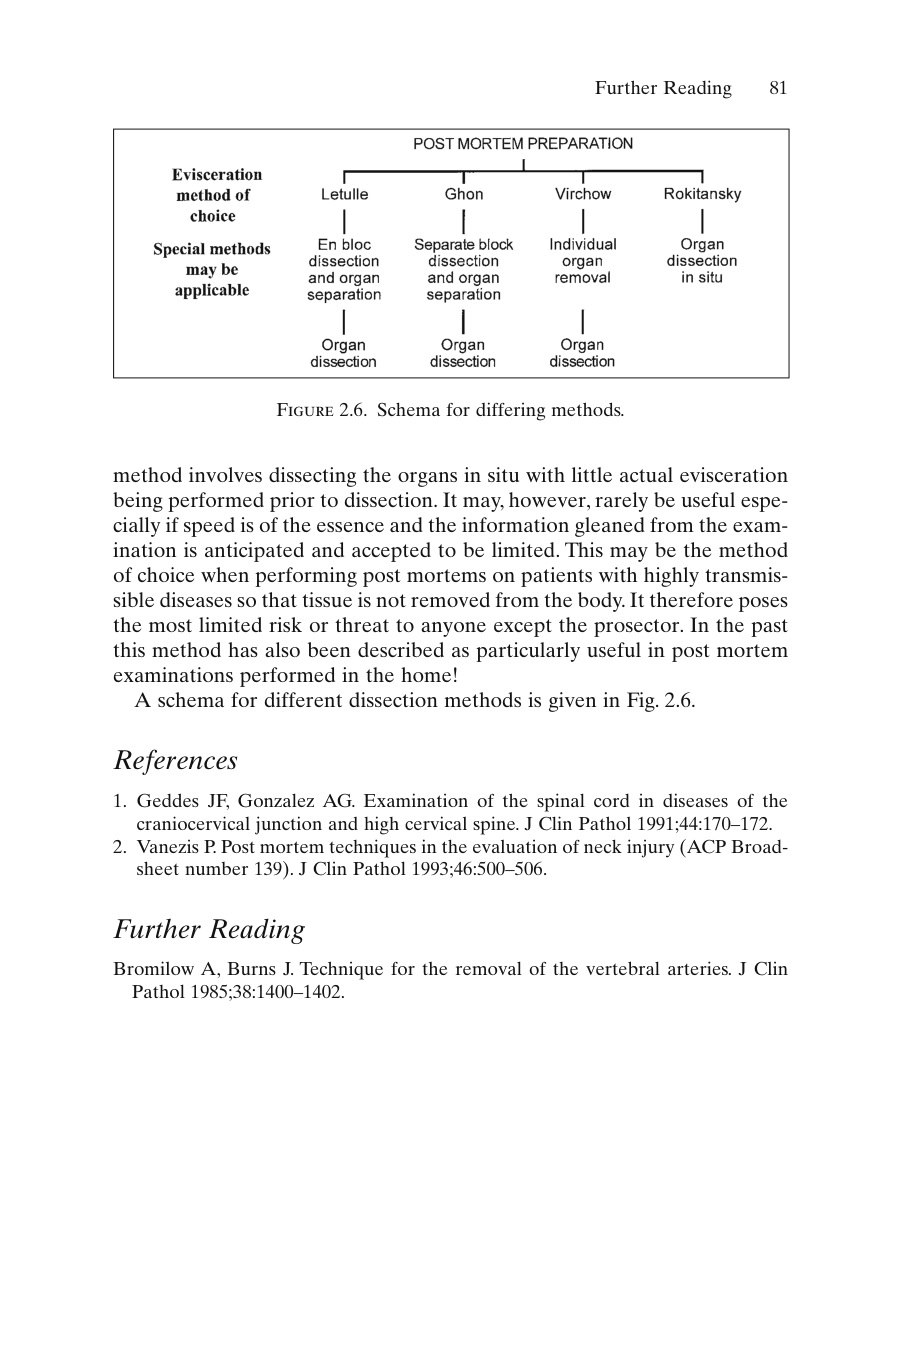 Further Reading 81
POST MORTEM PREPARATION
Evisceration
method of
choice
Letulle Ghon Virchow Rokitansky
Special methods
may be
applicable
En bloc
dissection
and organ
separation
Separate block
dissection
and organ
separation
Individual
organ
removal
Organ
dissection
in situ
Organ
dissection
Organ
dissection
Organ
dissection
Figure 2.6. Schema for differing methods.
method involves dissecting the organs in situ with little actual evisceration
being performed prior to dissection. It may, however, rarely be useful espe-
cially if speed is of the essence and the information gleaned from the exam-
ination is anticipated and accepted to be limited. This may be the method
of choice when performing post mortems on patients with highly transmis-
sible diseases so that tissue is not removed from the body. It therefore poses
the most limited risk or threat to anyone except the prosector. In the past
this method has also been described as particularly useful in post mortem
examinations performed in the home!
A schema for different dissection methods is given in Fig. 2.6.
References
1. Geddes JF, Gonzalez AG. Examination of the spinal cord in diseases of the
craniocervical junction and high cervical spine. J Clin Pathol 1991;44:170–172.
2. Vanezis P. Post mortem techniques in the evaluation of neck injury (ACP Broad-
sheet number 139). J Clin Pathol 1993;46:500–506.
Further Reading
Bromilow A, Burns J. Technique for the removal of the vertebral arteries. J Clin
Pathol 1985;38:1400–1402.